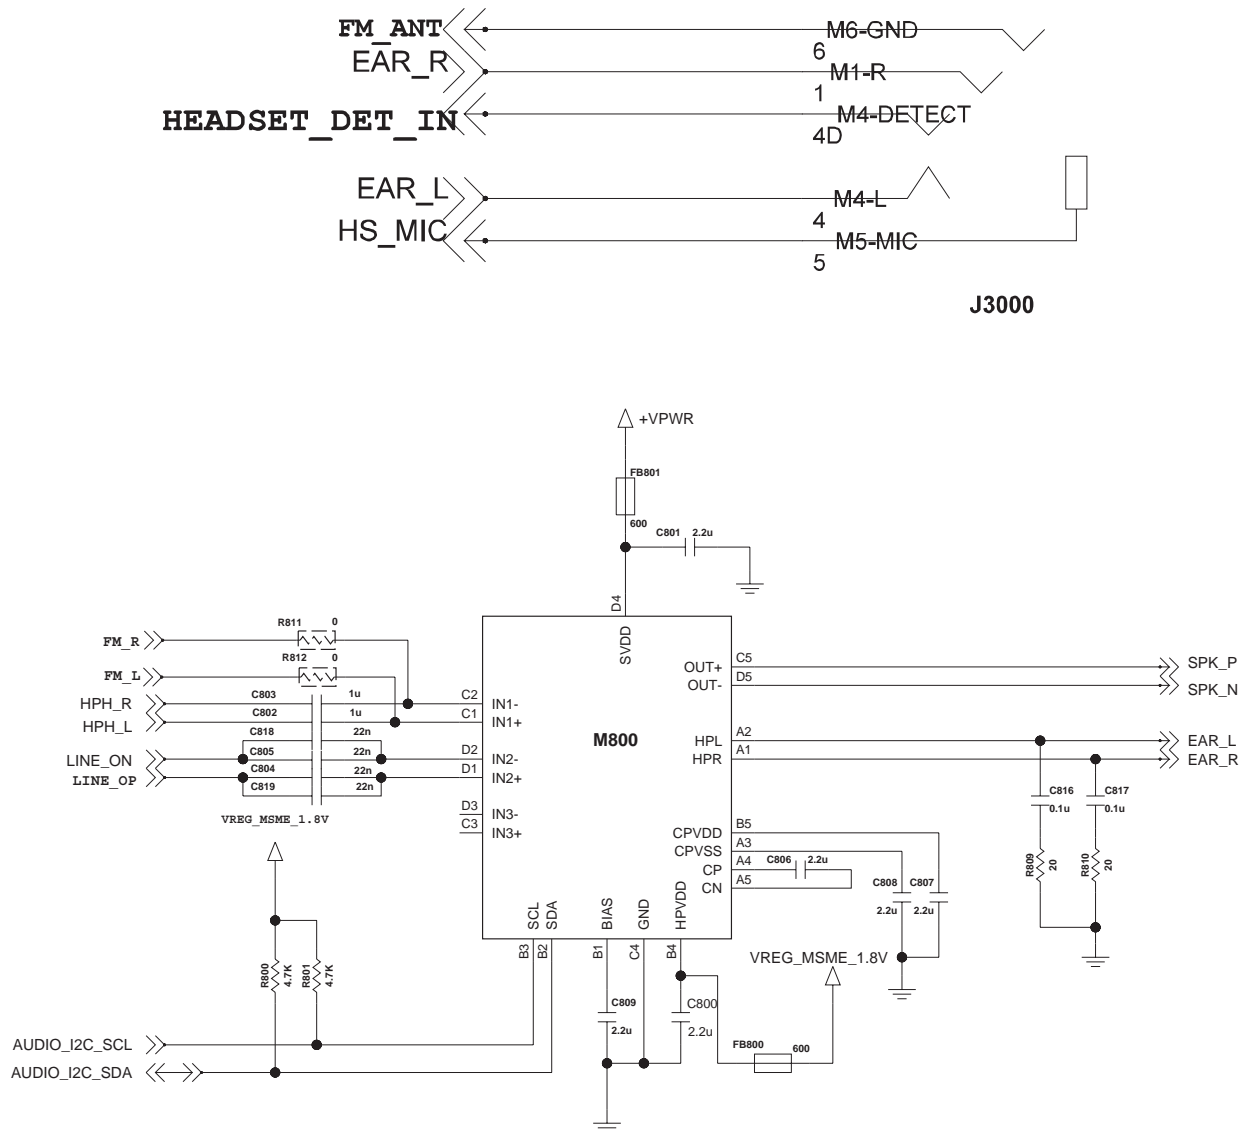 FM_ANT
M6-GND
6
EAR_R
M1-R
1
HEADSET_DET_IN
M4-DETECT
4D
EAR_L
M4-L
4
HS_MIC
M5-MIC
5
J3000
+VPWR
FB801
600
C801 2.2u
D4
SVDD
R811 0
FM_R
R812 0
FM_L
HPH_R
C803 1u
C2
IN1-
HPH_L
C802 1u
C1
IN1+
C818 22n
LINE_ON
C805 22n
D2
IN2-
LINE_OP
C804 22n
D1
IN2+
C819 22n
D3
IN3-
C3
IN3+
VREG_MSME_1.8V
M800
OUT+
C5
SPK_P
OUT-
D5
SPK_N
HPL
A2
EAR_L
HPR
A1
EAR_R
C816
0.1u
C817
0.1u
R809
20
R810
20
CPVDD
B5
CPVSS
A3
CP
A4
C806 2.2u
CN
A5
C808
2.2u
C807
2.2u
SCL
B3
SDA
B2
BIAS
B1
GND
C4
HPVDD
B4
VREG_MSME_1.8V
R800
4.7K
R801
4.7K
C809
2.2u
C800
2.2u
FB800 600
AUDIO_I2C_SCL
AUDIO_I2C_SDA